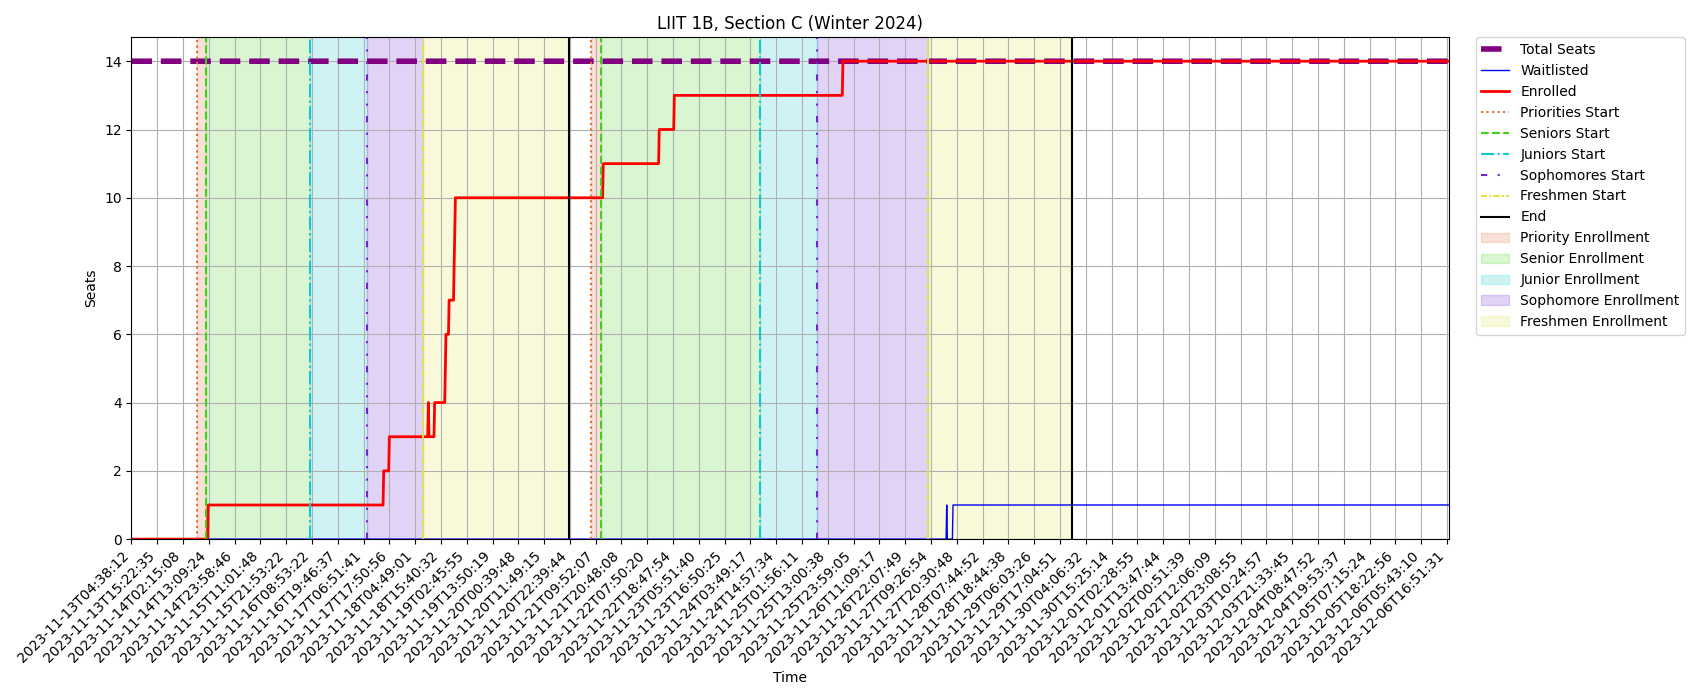 LIIT 1B, Section C (Winter 2024)
Total Seats
Waitlisted
Enrolled
Priorities Start
Seniors Start
Juniors Start
Sophomores Start
Freshmen Start
End
Priority Enrollment
Senior Enrollment
Junior Enrollment
Sophomore Enrollment
Freshmen Enrollment
Seats
14
12
10
8
6
4
2
0
2023-11-13T04:38:12
2023-11-13T15:22:35
2023-11-14T02:15:08
2023-11-14T13:09:24
2023-11-14T23:58:46
2023-11-15T11:01:48
2023-11-15T21:53:22
2023-11-16T08:53:22
2023-11-16T19:46:37
2023-11-17T06:51:41
2023-11-17T17:50:56
2023-11-18T04:49:01
2023-11-18T15:40:32
2023-11-19T02:45:55
2023-11-19T13:50:19
2023-11-20T00:39:48
2023-11-20T11:49:15
2023-11-20T22:39:44
2023-11-21T09:52:07
2023-11-21T20:48:08
2023-11-22T07:50:20
2023-11-22T18:47:54
2023-11-23T05:51:40
2023-11-23T16:50:25
2023-11-24T03:49:17
2023-11-24T14:57:34
2023-11-25T01:56:11
2023-11-25T13:00:38
2023-11-25T23:59:05
2023-11-26T11:09:17
2023-11-26T22:07:49
2023-11-27T09:26:54
2023-11-27T20:30:48
2023-11-28T07:44:52
2023-11-28T18:44:38
2023-11-29T06:03:26
2023-11-29T17:04:51
2023-11-30T04:06:32
2023-11-30T15:25:14
2023-12-01T02:28:55
2023-12-01T13:47:44
2023-12-02T00:51:39
2023-12-02T12:06:09
2023-12-02T23:08:55
2023-12-03T10:24:57
2023-12-03T21:33:45
2023-12-04T08:47:52
2023-12-04T19:53:37
2023-12-05T07:15:24
2023-12-05T18:22:56
2023-12-06T05:43:10
2023-12-06T16:51:31
Time